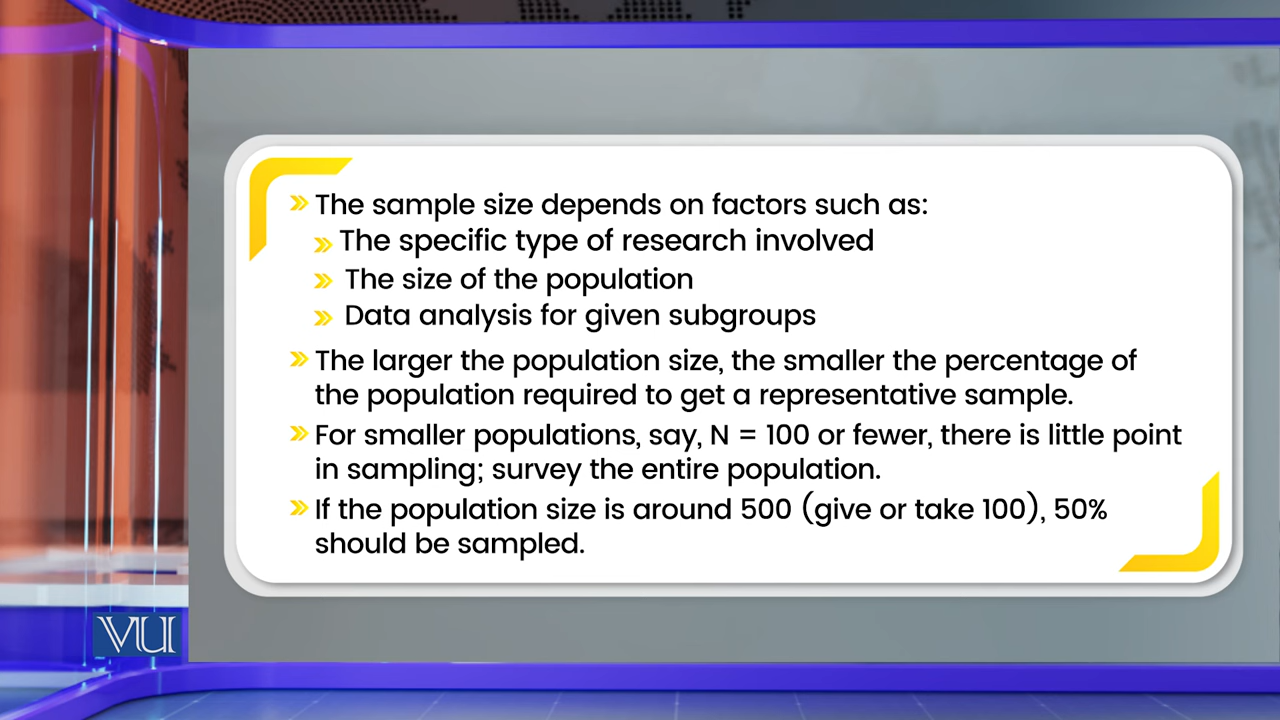 The sample size depends on factors such as:
The specific type of research involved
The size of the population
Data analysis for given subgroups
The larger the population size, the smaller the percentage of
the population required to get a representative sample.
For smaller populations, say, N = 100 or fewer, there is little point
in sampling; survey the entire population.
If the population size is around 500 (give or take 100), 50%
should be sampled.
VU